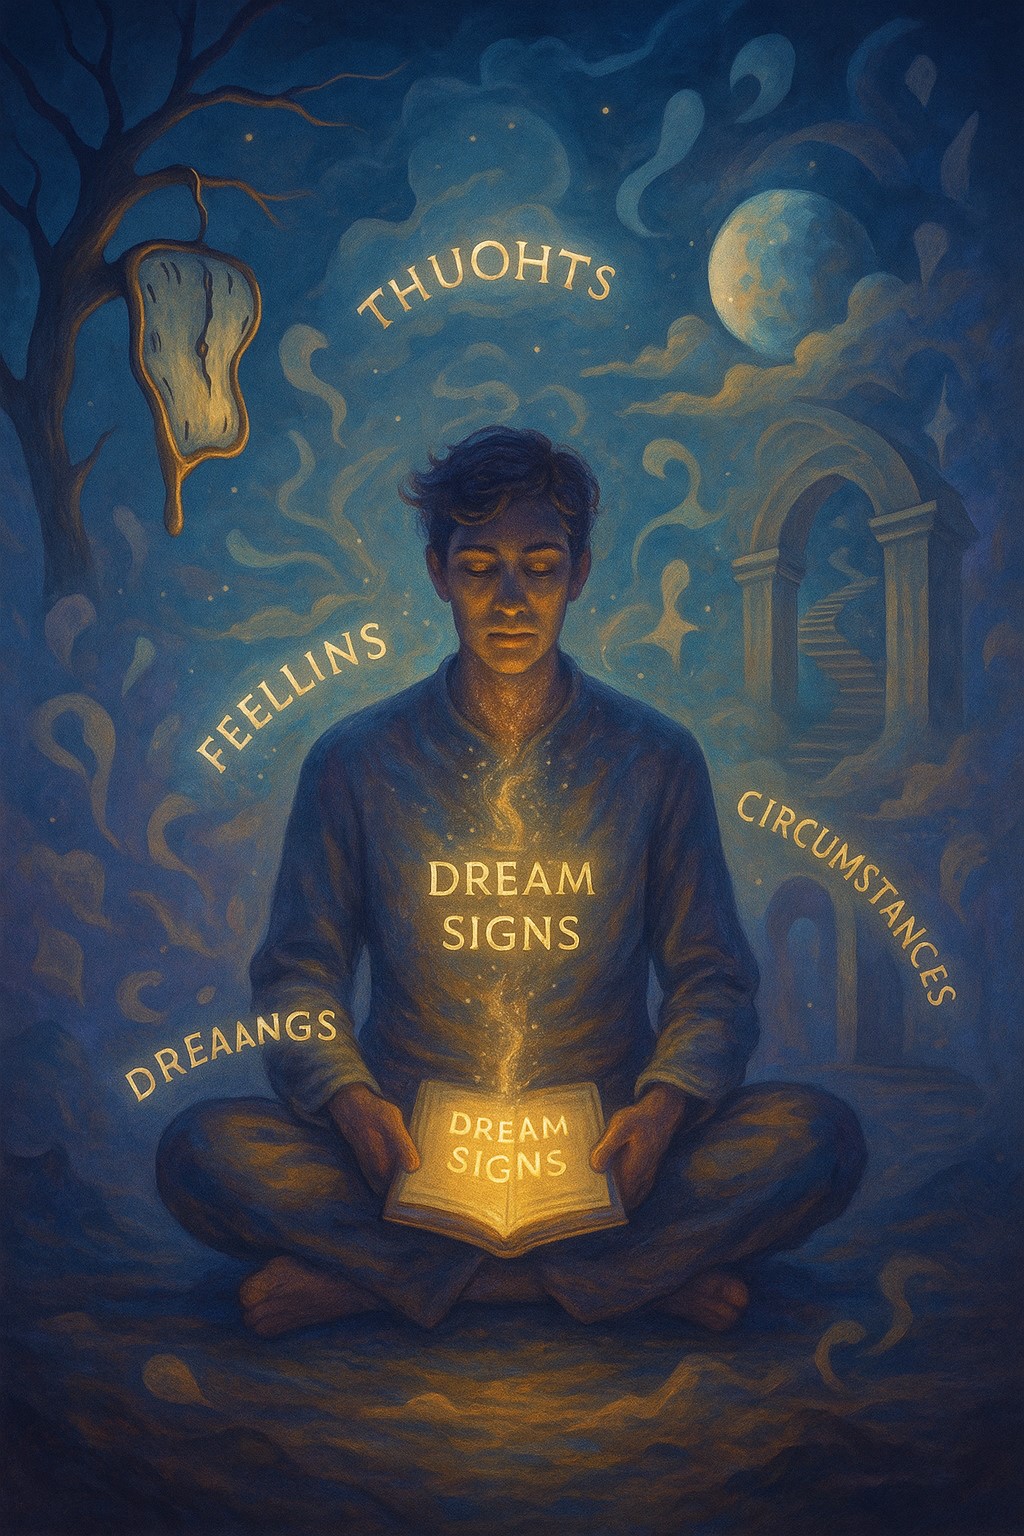 THUOHTS
FEELLINS
CIRCUMSTANCES
DREAM
SIGNS
DREAANGS
DREAM
SIGNS